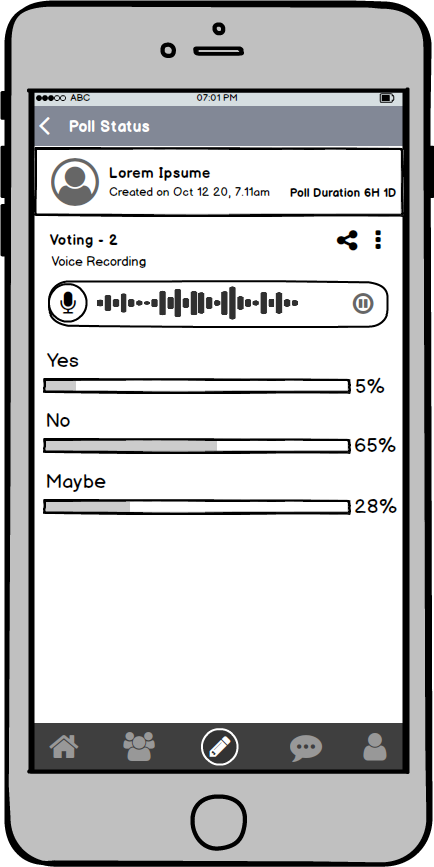 ABC 07:01 PM
Poll Status
Lorem Ipsume
Created on Oct 12 20, 7.11am Poll Duration 6H 1D
Voting - 2
Voice Recording
Yes
5%
No
65%
Maybe
28%